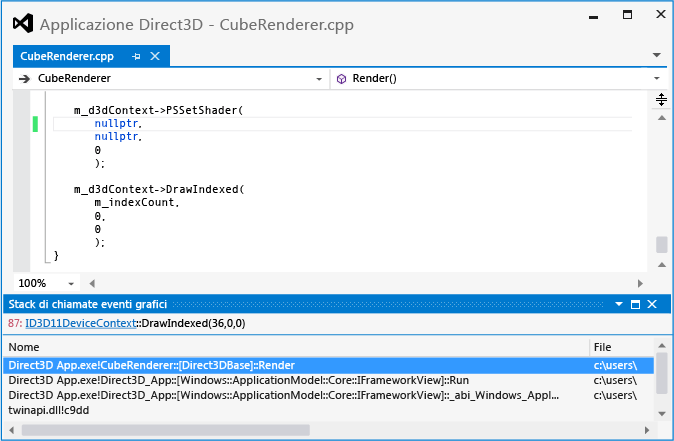 Applicazione Direct3D - CubeRenderer.cpp
CubeRenderer.cpp
CubeRenderer Render()
m_d3dContext->PSSetShader(
nullptr,
nullptr,
0
);
m_d3dContext->DrawIndexed(
m_indexCount,
0,
0
);
}
100%
Stack di chiamate eventi grafici
87: ID3D11DeviceContext::DrawIndexed(36,0,0)
Nome File
Direct3D App.exe!CubeRenderer::[Direct3DBase]::Render c:\users\
Direct3D App.exe!Direct3D_App::[Windows::ApplicationModel::Core::IFrameworkView]::Run c:\users\
Direct3D App.exe!Direct3D_App::[Windows::ApplicationModel::Core::IFrameworkView]::_abi_Windows_Appl... c:\users\
twinapi.dll!c9dd